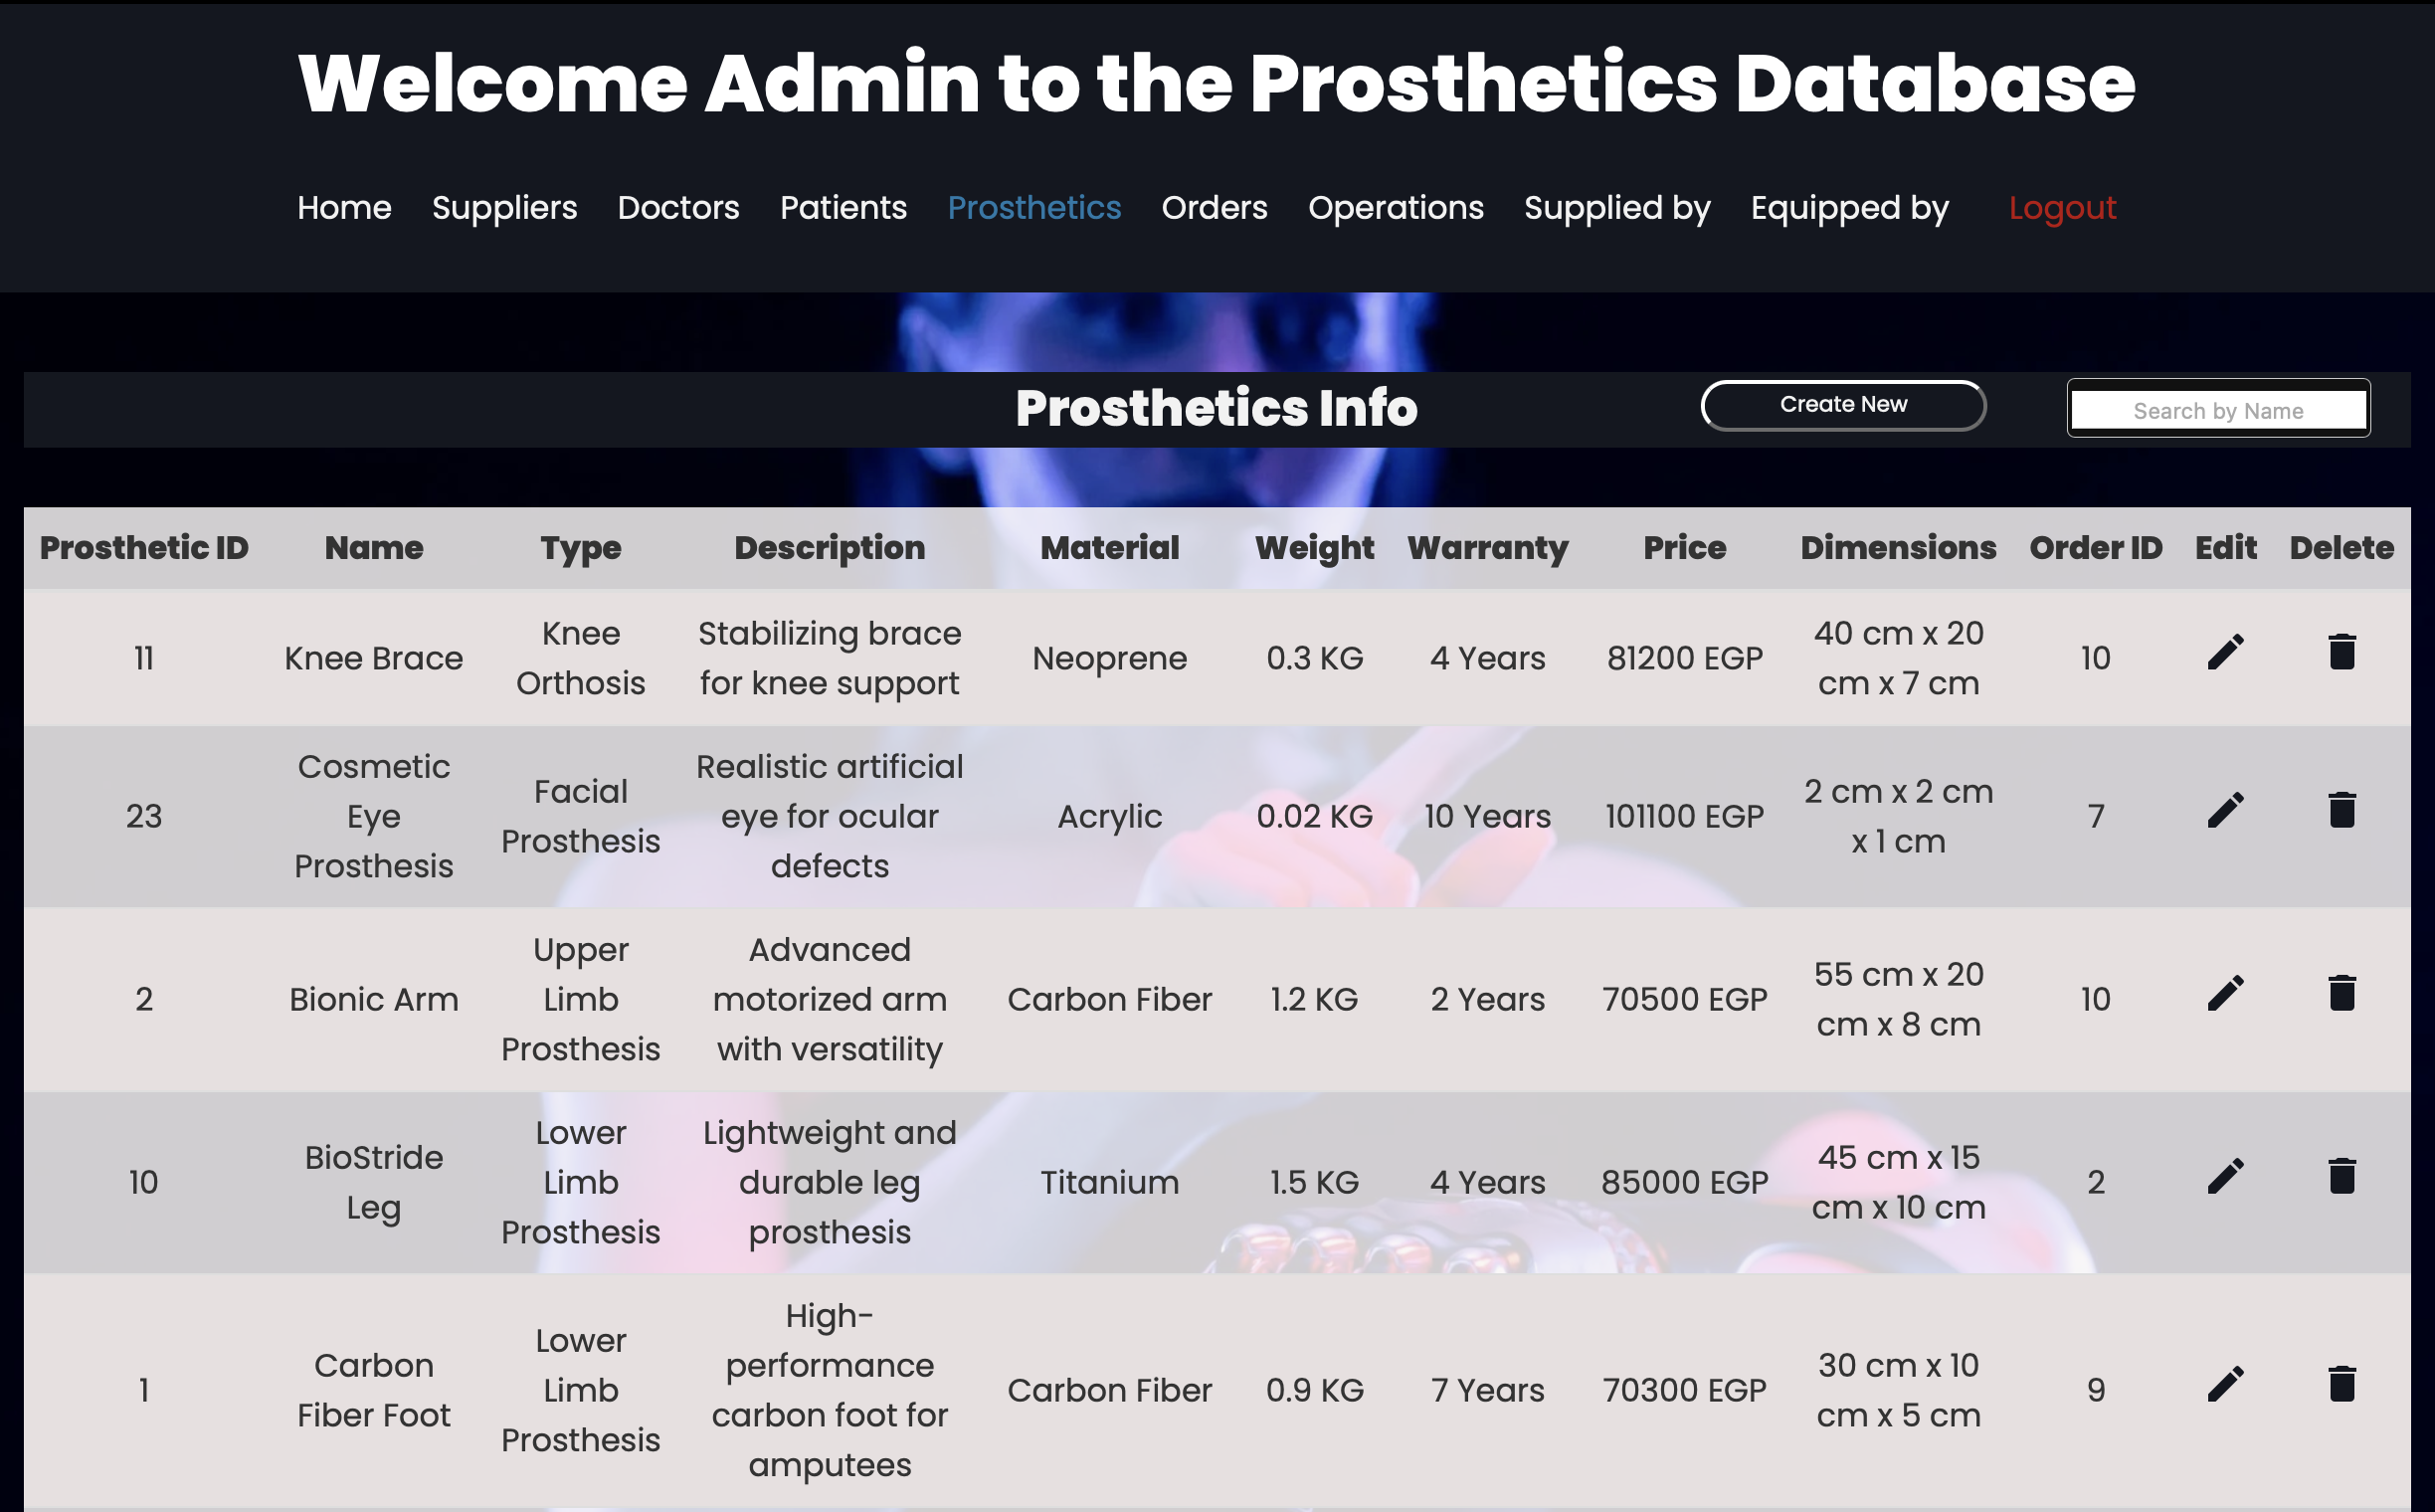 Welcome Admin to the Prosthetics Database
Home Suppliers Doctors Patients Prosthetics Orders Operations Supplied by Equipped by Logout
Prosthetics Info
Create New
Search by Name
Prosthetic ID Name Type Description Material Weight Warranty Price Dimensions Order ID Edit Delete
11
Knee Brace
Knee
Orthosis
Stabilizing brace
for knee support
Neoprene
0.3 KG
4 Years
81200 EGP
40 cm x 20
cm x 7 cm
10
23
Cosmetic
Eye
Prosthesis
Facial
Prosthesis
Realistic artificial
eye for ocular
defects
Acrylic
0.02 KG
10 Years
101100 EGP
2 cm x 2 cm
x 1 cm
7
2
Bionic Arm
Upper
Limb
Prosthesis
Advanced
motorized arm
with versatility
Carbon Fiber
1.2 KG
2 Years
70500 EGP
55 cm x 20
cm x 8 cm
10
10
BioStride
Leg
Lower
Limb
Prosthesis
Lightweight and
durable leg
prosthesis
Titanium
1.5 KG
4 Years
85000 EGP
45 cm x 15
cm x 10 cm
2
1
Carbon
Fiber Foot
Lower
Limb
Prosthesis
High-
performance
carbon foot for
amputees
Carbon Fiber
0.9 KG
7 Years
70300 EGP
30 cm x 10
cm x 5 cm
9